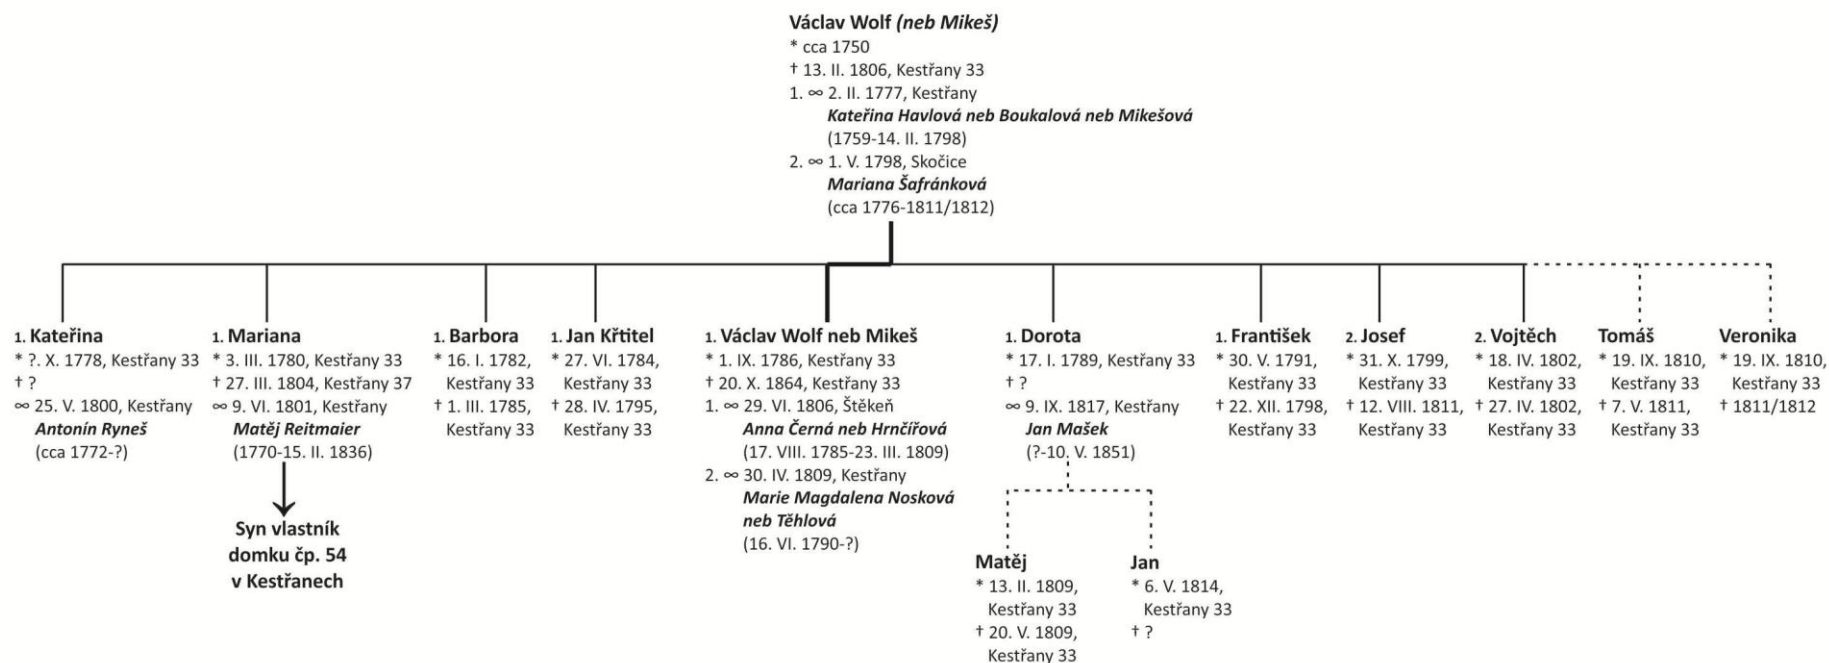 Václav Wolf (neb Mikeš)
* cca 1750
† 13. II. 1806, Kestřany 33
1. ∞ 2. II. 1777, Kestřany
Kateřina Havlová neb Boukalová neb Mikešová
(1759-14. II. 1798)
2. ∞ 1. V. 1798, Skočice
Mariana Šafránková
(cca 1776-1811/1812)
1. Kateřina
* ?. X. 1778, Kestřany 33
† ?
∞ 25. V. 1800, Kestřany
Antonín Ryneš
(cca 1772-?)
1. Mariana
* 3. III. 1780, Kestřany 33
† 27. III. 1804, Kestřany 37
∞ 9. VI. 1801, Kestřany
Matěj Reitmaier
(1770-15. II. 1836)
Syn vlastník
domku čp. 54
v Kestřanech
1. Barbora
* 16. I. 1782,
Kestřany 33
† 1. III. 1785,
Kestřany 33
1. Jan Křtitel
* 27. VI. 1784,
Kestřany 33
† 28. IV. 1795,
Kestřany 33
1. Václav Wolf neb Mikeš
* 1. IX. 1786, Kestřany 33
† 20. X. 1864, Kestřany 33
1. ∞ 29. VI. 1806, Štěkeň
Anna Černá neb Hrnčířová
(17. VIII. 1785-23. III. 1809)
2. ∞ 30. IV. 1809, Kestřany
Marie Magdalena Nosková
neb Těhlová
(16. VI. 1790-?)
1. Dorota
* 17. I. 1789, Kestřany 33
† ?
∞ 9. IX. 1817, Kestřany
Jan Mašek
(?-10. V. 1851)
Matěj
* 13. II. 1809,
Kestřany 33
† 20. V. 1809,
Kestřany 33
Jan
* 6. V. 1814,
Kestřany 33
† ?
1. František
* 30. V. 1791,
Kestřany 33
† 22. XII. 1798,
Kestřany 33
2. Josef
* 31. X. 1799,
Kestřany 33
† 12. VIII. 1811,
Kestřany 33
2. Vojtěch
* 18. IV. 1802,
Kestřany 33
† 27. IV. 1802,
Kestřany 33
Tomáš
* 19. IX. 1810,
Kestřany 33
† 7. V. 1811,
Kestřany 33
Veronika
* 19. IX. 1810,
Kestřany 33
† 1811/1812